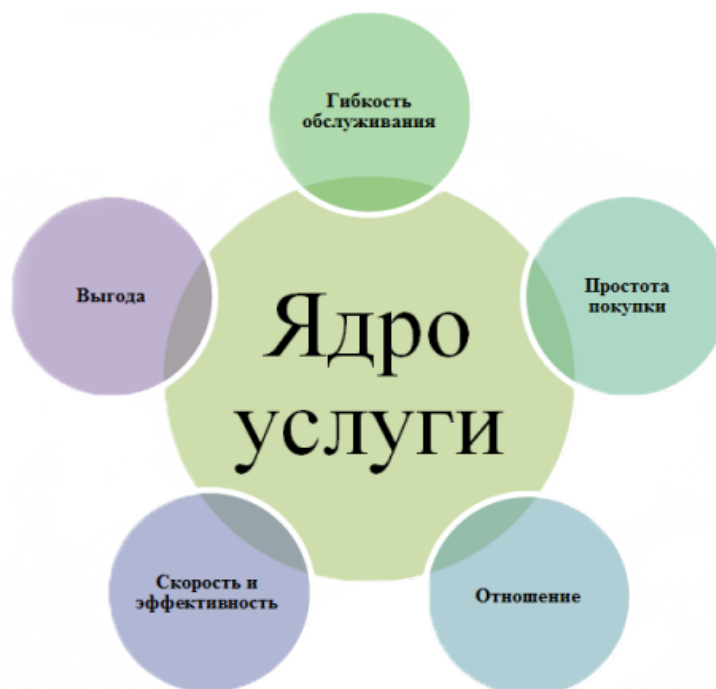 Гибкость
обслуживания
Выгода
Простота
покупки
Ядро
услуги
Скорость и
эффективность
Отношение